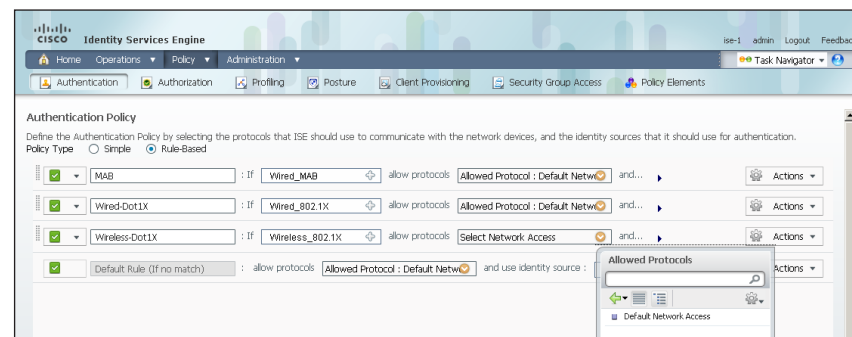 CISCO Identity Services Engine
ise-1 admin Logout Feedbac
Home Operations Policy Administration
Task Navigator
Authentication Authorization Profiling Posture Client Provisioning Security Group Access Policy Elements
Authentication Policy
Define the Authentication Policy by selecting the protocols that ISE should use to communicate with the network devices, and the identity sources that it should use for authentication.
Policy Type Simple Rule-Based
MAB : If Wired_MAB allow protocols Allowed Protocol : Default Netw and... Actions
Wired-Dot1X : If Wired_802.1X allow protocols Allowed Protocol : Default Netw and... Actions
Wireless-Dot1X : If Wireless_802.1X allow protocols Select Network Access and... Actions
Default Rule (If no match) : allow protocols Allowed Protocol : Default Netw and use identity source : Actions
Allowed Protocols
Default Network Access